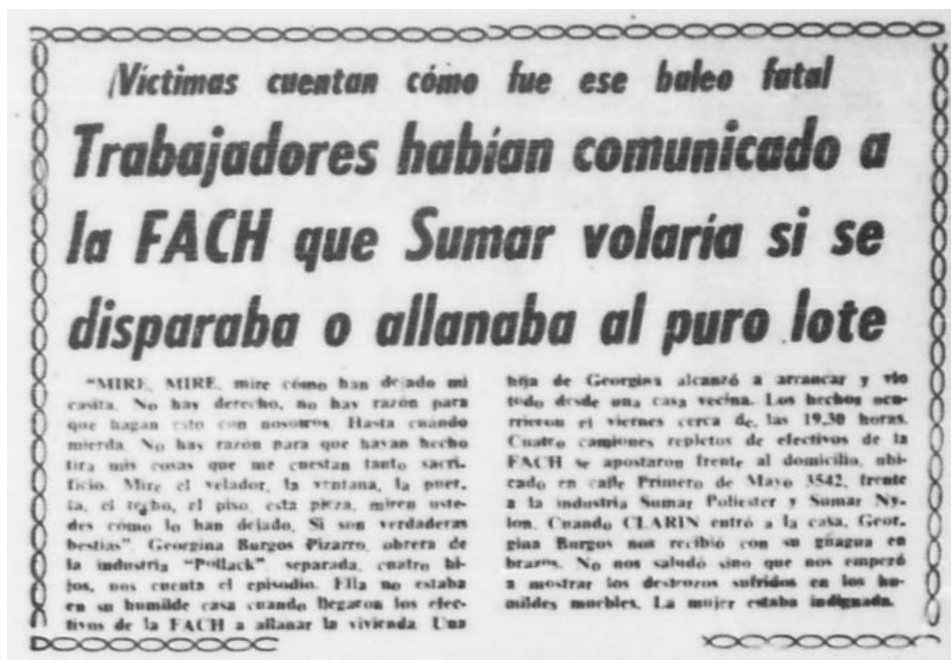 ¡Víctimas cuentan cómo fue ese baleo fatal
Trabajadores habían comunicado a
la FACH que Sumar volaría si se
disparaba o allanaba al puro lote
"MIRE, MIRE, mire cómo han dejado mi
casita. No hay derecho, no hay razón para
que hagan esto con nosotros. Hasta cuándo
mierda. No hay razón para que hayan hecho
tira mis cosas que me cuestan tanto sacri-
ficio. Mire el velador, la ventana, la puer-
ta, el techo, el piso, esta pieza, miren uste-
des cómo lo han dejado. Si son verdaderas
bestias". Georgina Burgos Pizarro, obrera de
la industria "Pollack", separada, cuatro hi-
jos, nos cuenta el episodio. Ella no estaba
en su humilde casa cuando llegaron los efec-
tivos de la FACH a allanar la vivienda. Una
hija de Georgina alcanzó a arrancar y vio
todo desde una casa vecina. Los hechos ocu-
rrieron el viernes cerca de las 19,30 horas.
Cuatro camiones repletos de efectivos de la
FACH se apostaron frente al domicilio, ubi-
cado en calle Primero de Mayo 3542, frente
a la industria Sumar Poliester y Sumar Ny-
lon. Cuando CLARIN entró a la casa, Geor-
gina Burgos nos recibió con su guagua en
brazos. No nos saludó sino que nos emperó
a mostrar los destrozos sufridos en los hu-
mildes muebles. La mujer estaba indignada.